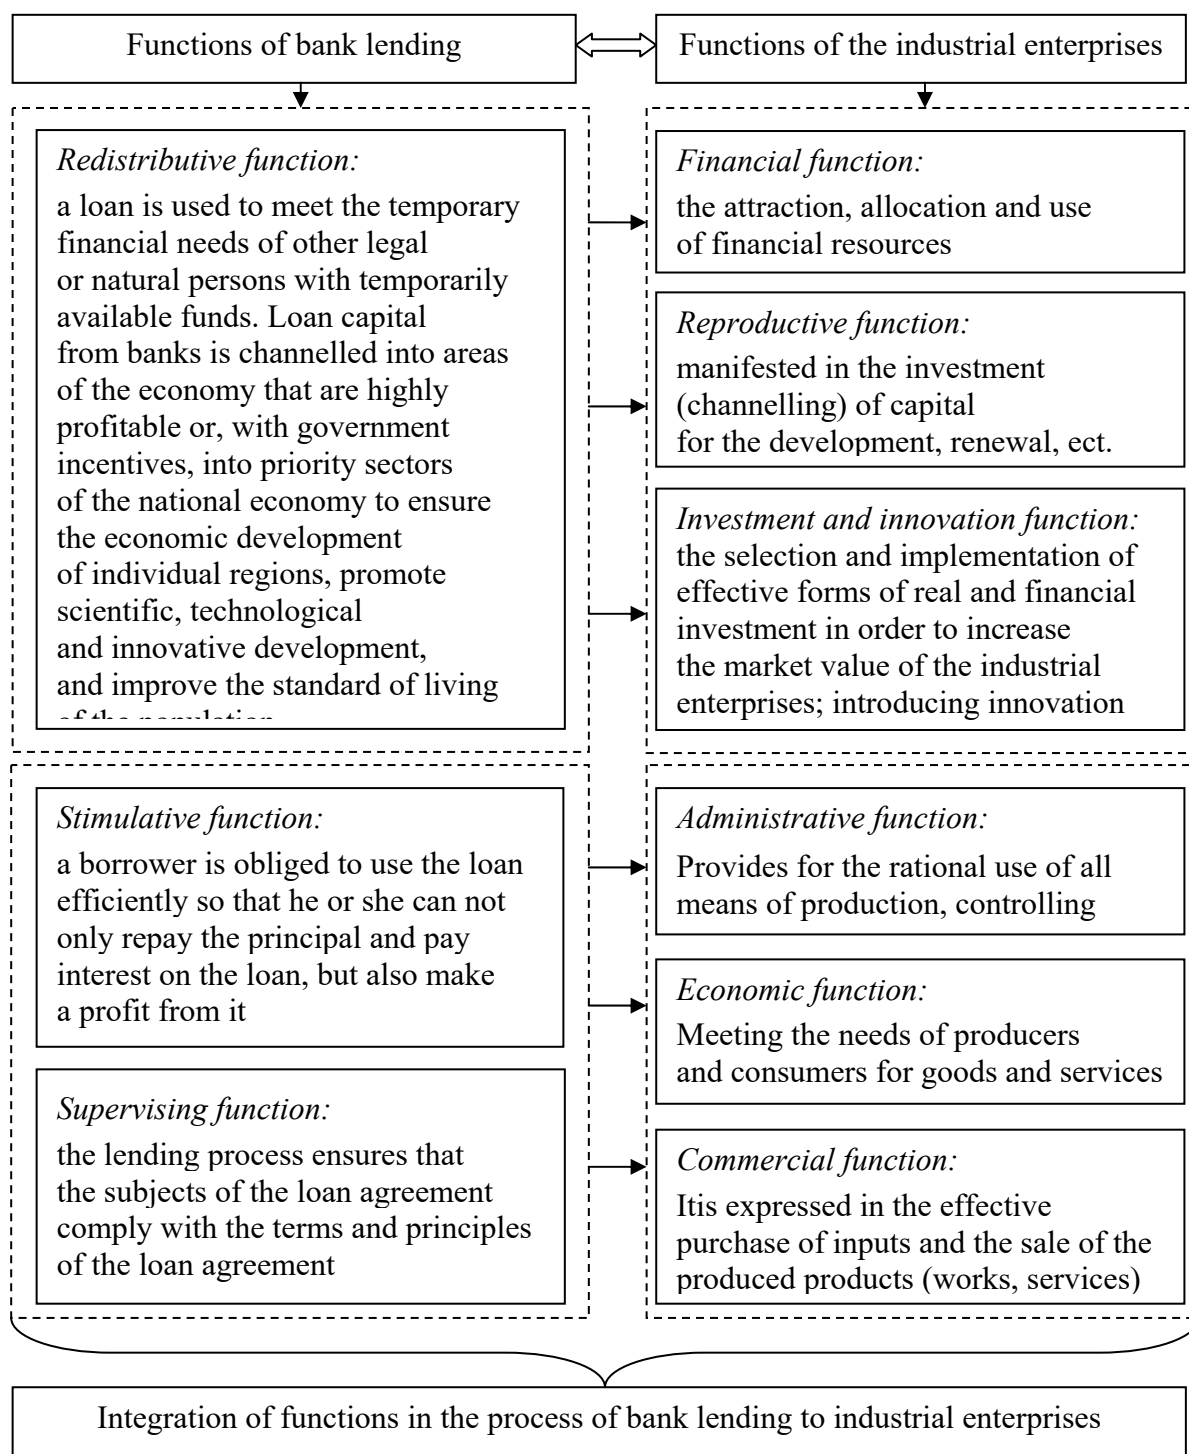 Functions of bank lending
Functions of the industrial enterprises
Redistributive function:
a loan is used to meet the temporary
financial needs of other legal
or natural persons with temporarily
available funds. Loan capital
from banks is channelled into areas
of the economy that are highly
profitable or, with government
incentives, into priority sectors
of the national economy to ensure
the economic development
of individual regions, promote
scientific, technological
and innovative development,
and improve the standard of living
of the population
Stimulative function:
a borrower is obliged to use the loan
efficiently so that he or she can not
only repay the principal and pay
interest on the loan, but also make
a profit from it
Supervising function:
the lending process ensures that
the subjects of the loan agreement
comply with the terms and principles
of the loan agreement
Financial function:
the attraction, allocation and use
of financial resources
Reproductive function:
manifested in the investment
(channelling) of capital
for the development, renewal, ect.
Investment and innovation function:
the selection and implementation of
effective forms of real and financial
investment in order to increase
the market value of the industrial
enterprises; introducing innovation
Administrative function:
Provides for the rational use of all
means of production, controlling
Economic function:
Meeting the needs of producers
and consumers for goods and services
Commercial function:
Itis expressed in the effective
purchase of inputs and the sale of the
produced products (works, services)
Integration of functions in the process of bank lending to industrial enterprises